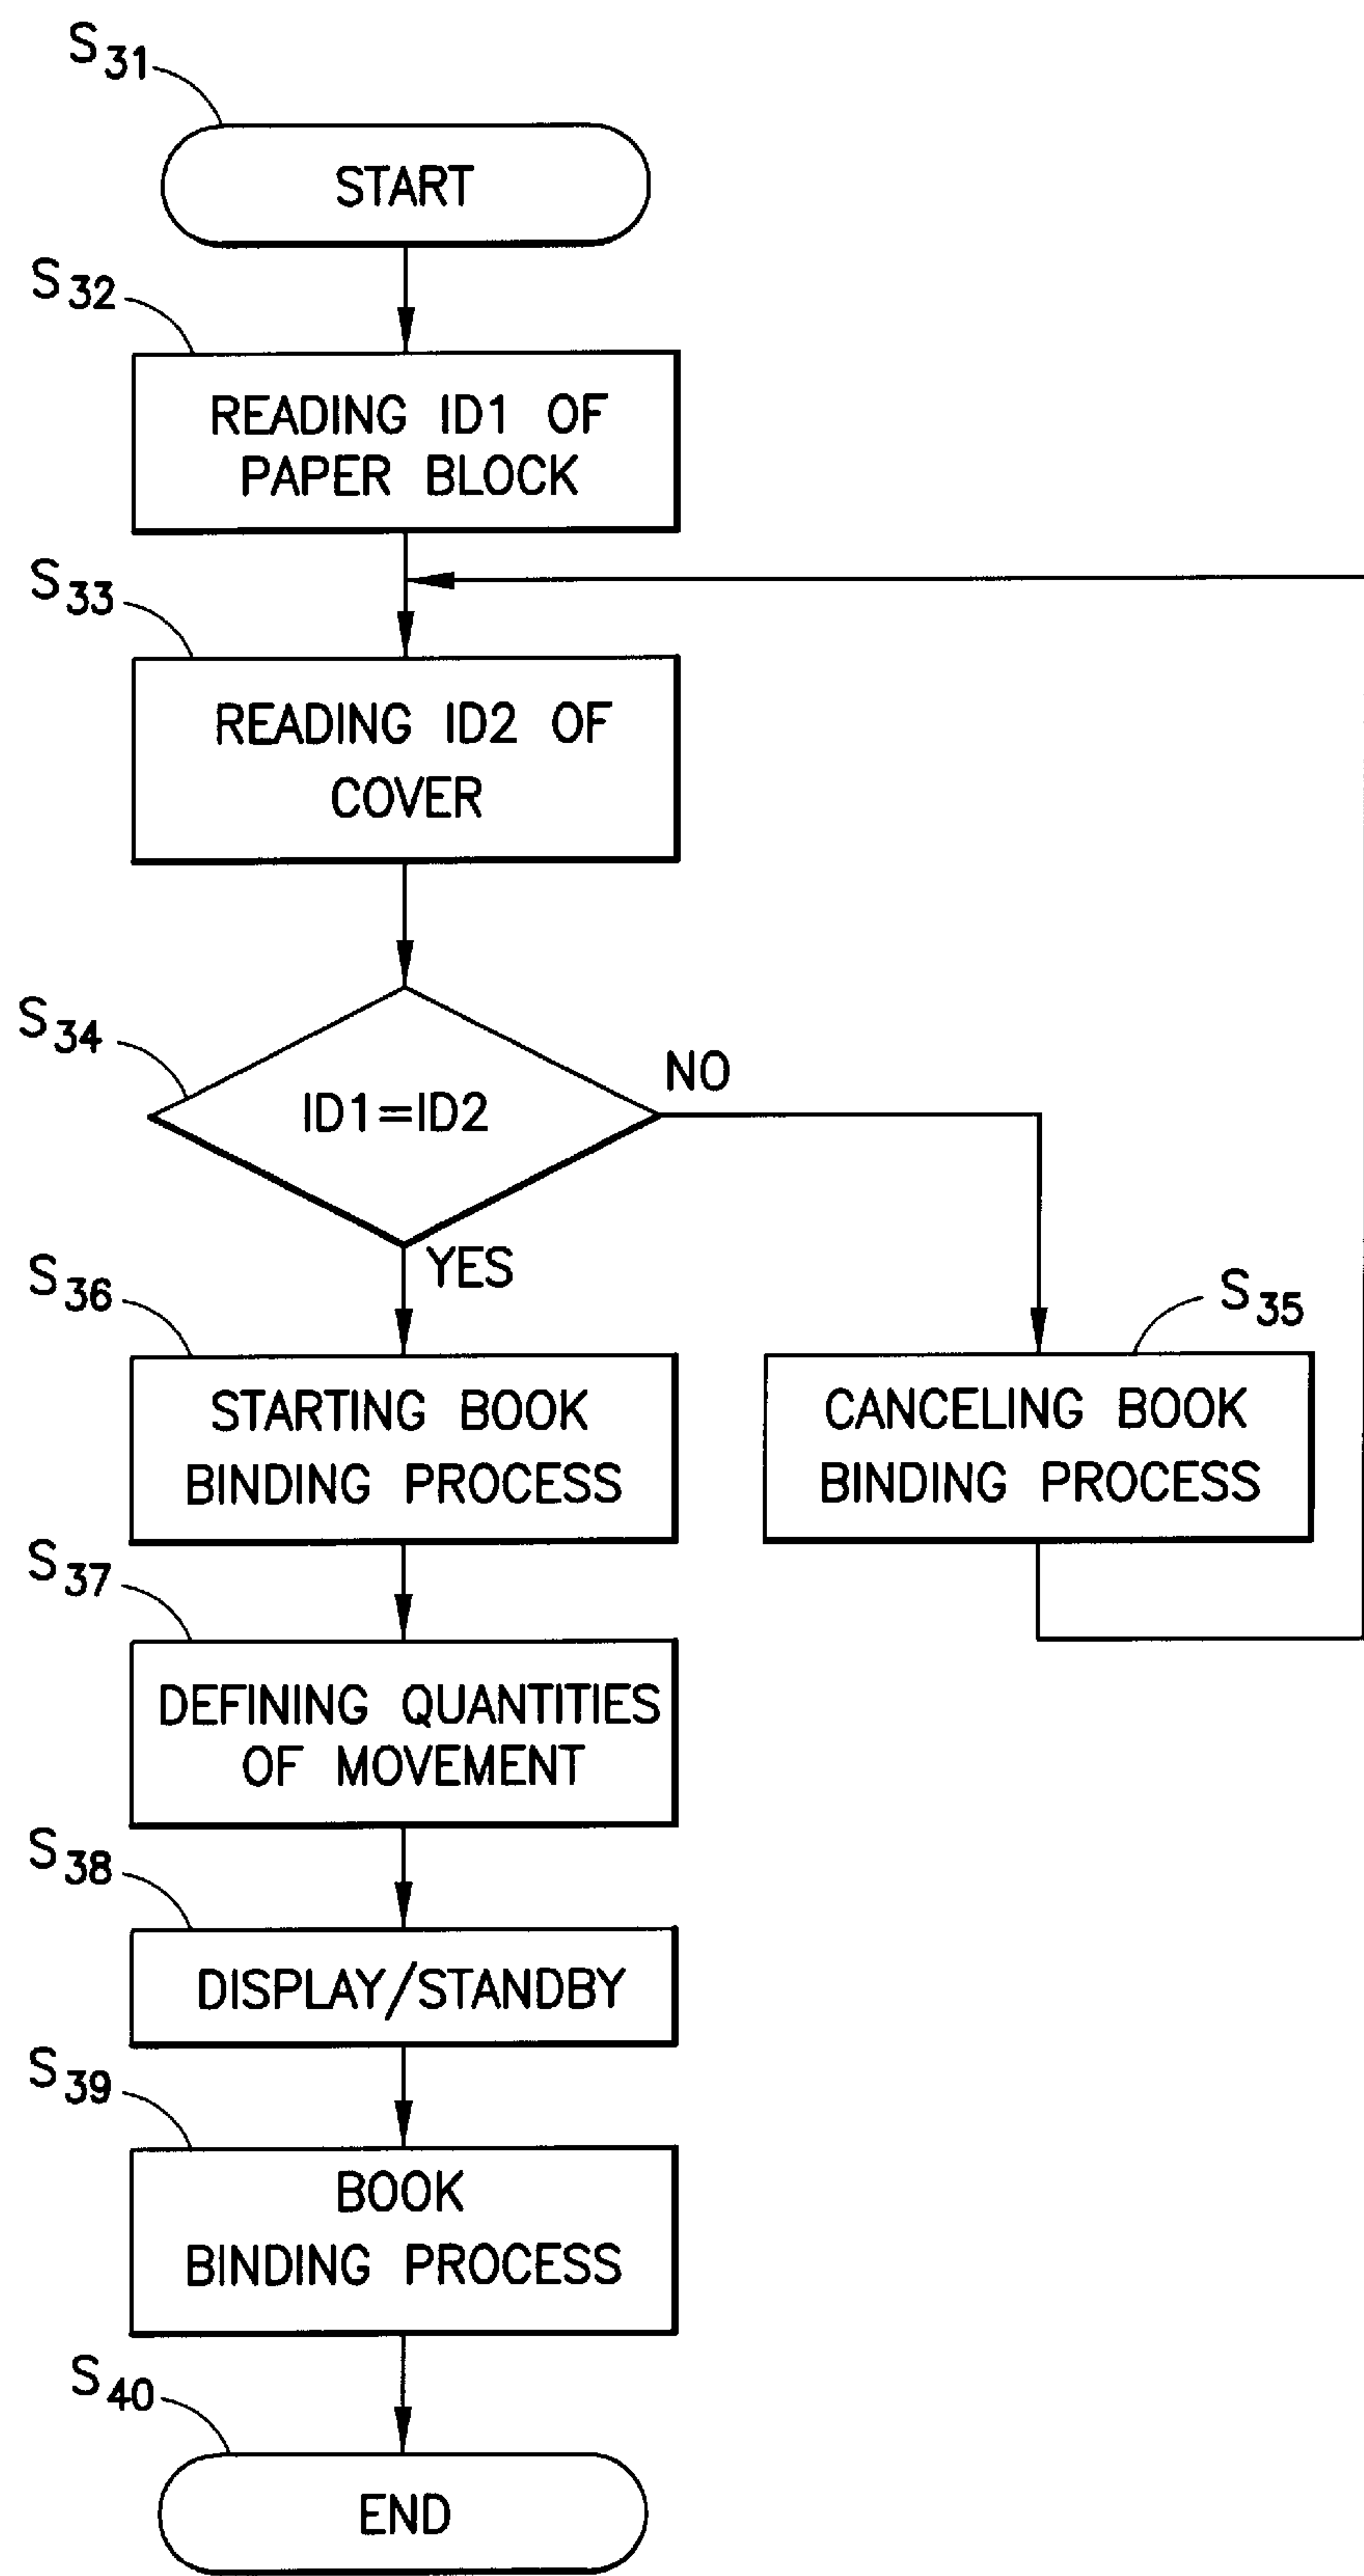 S31
START
S32
READING ID1 OF
PAPER BLOCK
S33
READING ID2 OF
COVER
S34
ID1=ID2
NO
YES
S36
STARTING BOOK
BINDING PROCESS
S35
CANCELING BOOK
BINDING PROCESS
S37
DEFINING QUANTITIES
OF MOVEMENT
S38
DISPLAY/STANDBY
S39
BOOK
BINDING PROCESS
S40
END